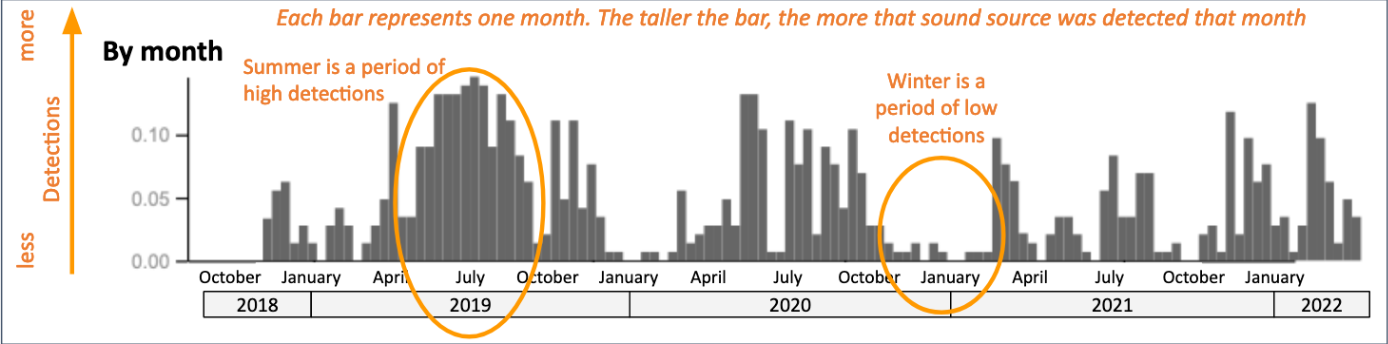 Each bar represents one month. The taller the bar, the more that sound source was detected that month
more
Detections
less
By month
Summer is a period of
high detections
Winter is a
period of low
detections
0.10
0.05
0.00
October January April July October January April July October January April July October January
2018 2019 2020 2021 2022